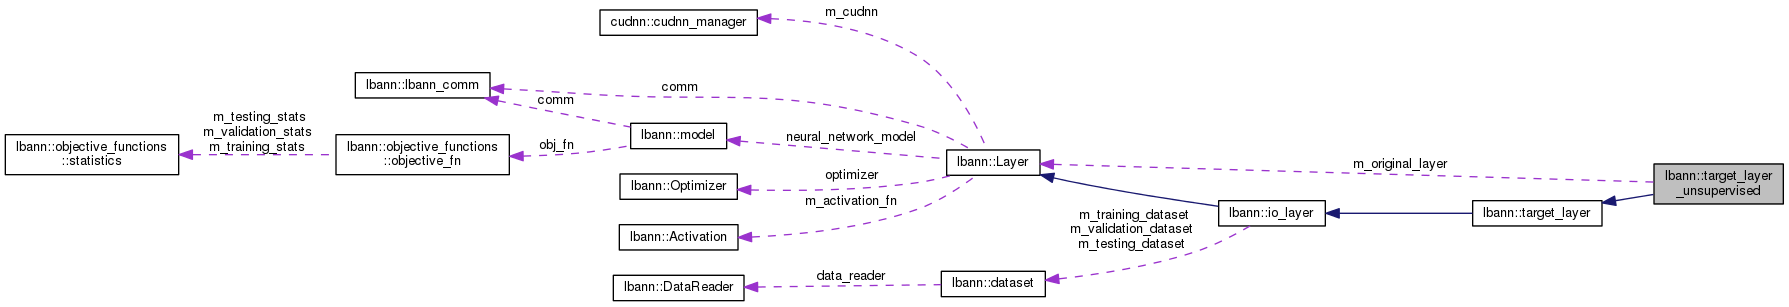 cudnn::cudnn_manager
m_cudnn
lbann::lbann_comm
comm
comm
m_testing_stats
m_validation_stats
m_training_stats
lbann::objective_functions
::statistics
lbann::objective_functions
::objective_fn
obj_fn
lbann::model
neural_network_model
lbann::Layer
m_original_layer
lbann::target_layer
_unsupervised
lbann::Optimizer
optimizer
m_activation_fn
lbann::Activation
m_training_dataset
m_validation_dataset
m_testing_dataset
lbann::io_layer
lbann::target_layer
lbann::DataReader
data_reader
lbann::dataset